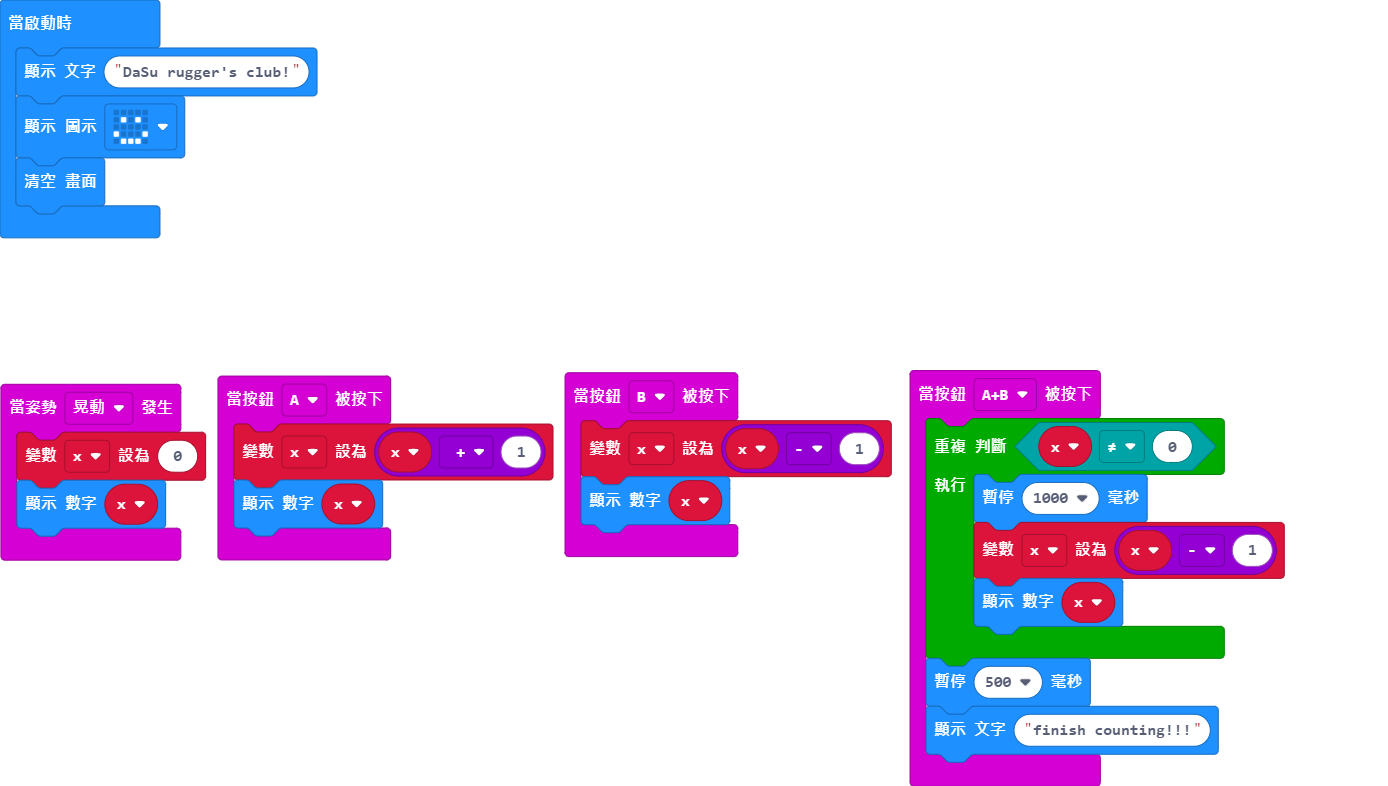 當啟動時
顯示 文字 "DaSu rugger's club!"
顯示 圖示
清空 畫面
當姿勢 晃動 發生
變數 x 設為 0
顯示 數字 x
當按鈕 A 被按下
變數 x 設為 x + 1
顯示 數字 x
當按鈕 B 被按下
變數 x 設為 x - 1
顯示 數字 x
當按鈕 A+B 被按下
重複 判斷 x ≠ 0
執行
暫停 1000 毫秒
變數 x 設為 x - 1
顯示 數字 x
暫停 500 毫秒
顯示 文字 "finish counting!!!"